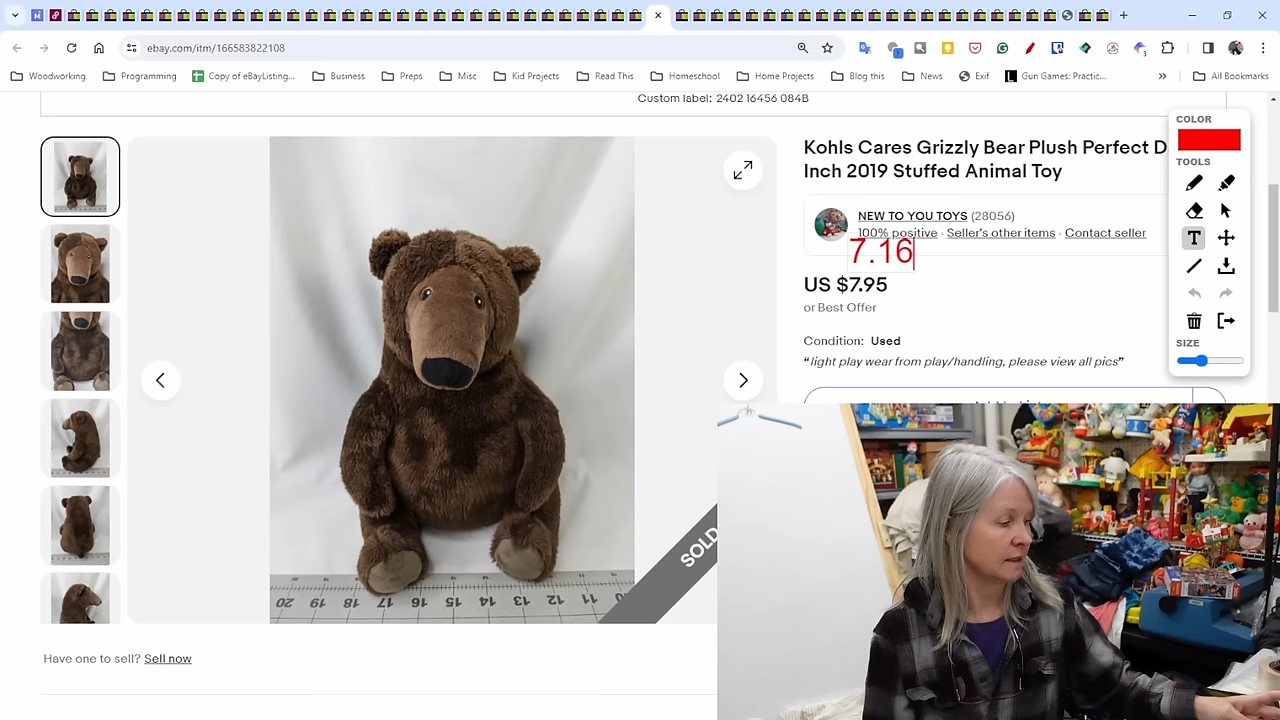 ebay.com/itm/166583822108
Woodworking
Programming
Copy of eBayListing...
Business
Preps
Misc
Kid Projects
Read This
Homeschool
Home Projects
Blog this
News
Exif
Gun Games: Practic...
All Bookmarks
Custom label: 2402 16456 084B
Kohls Cares Grizzly Bear Plush Perfect D
Inch 2019 Stuffed Animal Toy
NEW TO YOU TOYS (28056)
100% positive · Seller's other items · Contact seller
7.16
US $7.95
or Best Offer
Condition: Used
“light play wear from play/handling, please view all pics”
SOLD
20 19 18 17 16 15 14 13 12 11
Have one to sell? Sell now
COLOR
TOOLS
T
SIZE